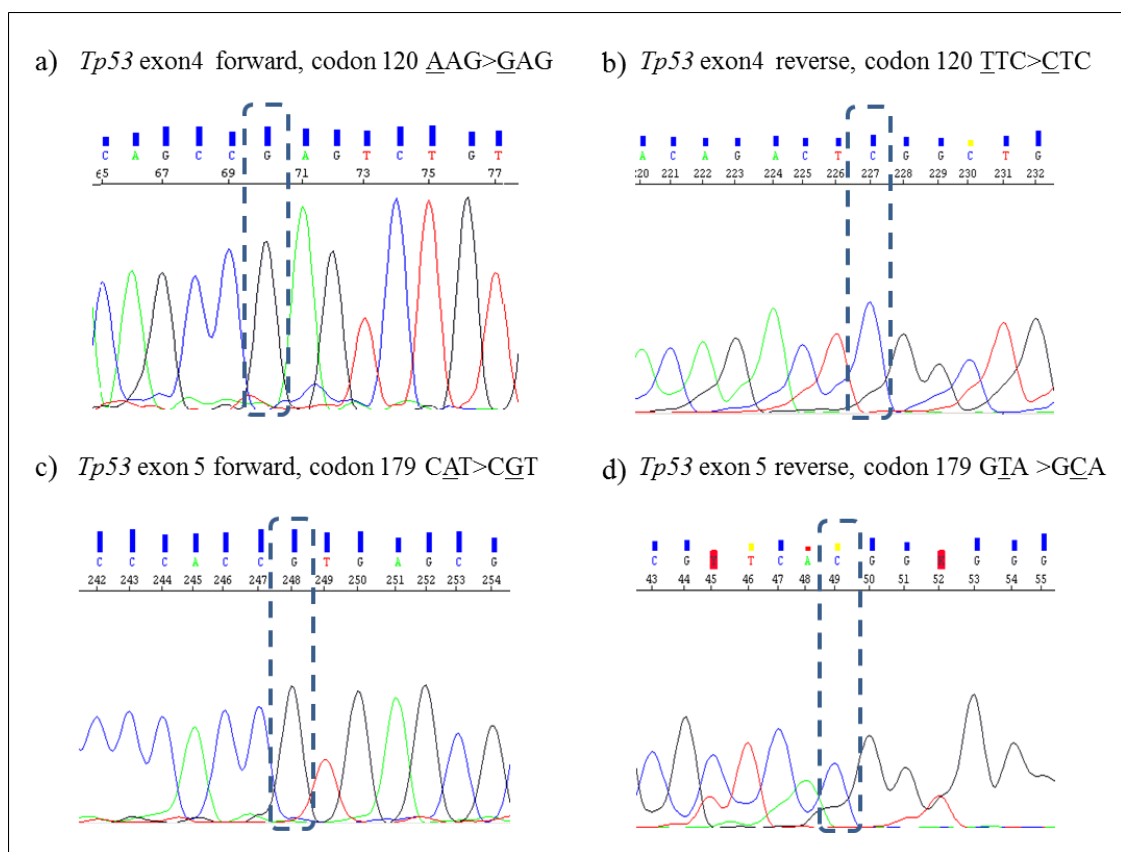 a) Tp53 exon4 forward, codon 120 AAG>GAG
C A G C C G A G T C T G T
65 67 69 71 73 75 77
b) Tp53 exon4 reverse, codon 120 TTC>CTC
A C A G A C T C G G C T G
220 221 222 223 224 225 226 227 228 229 230 231 232
c) Tp53 exon 5 forward, codon 179 CAT>CGT
C C C A C C G T G A G C G
242 243 244 245 246 247 248 249 250 251 252 253 254
d) Tp53 exon 5 reverse, codon 179 GTA >GCA
C G T C A C G G G G G
43 44 45 46 47 48 49 50 51 52 53 54 55